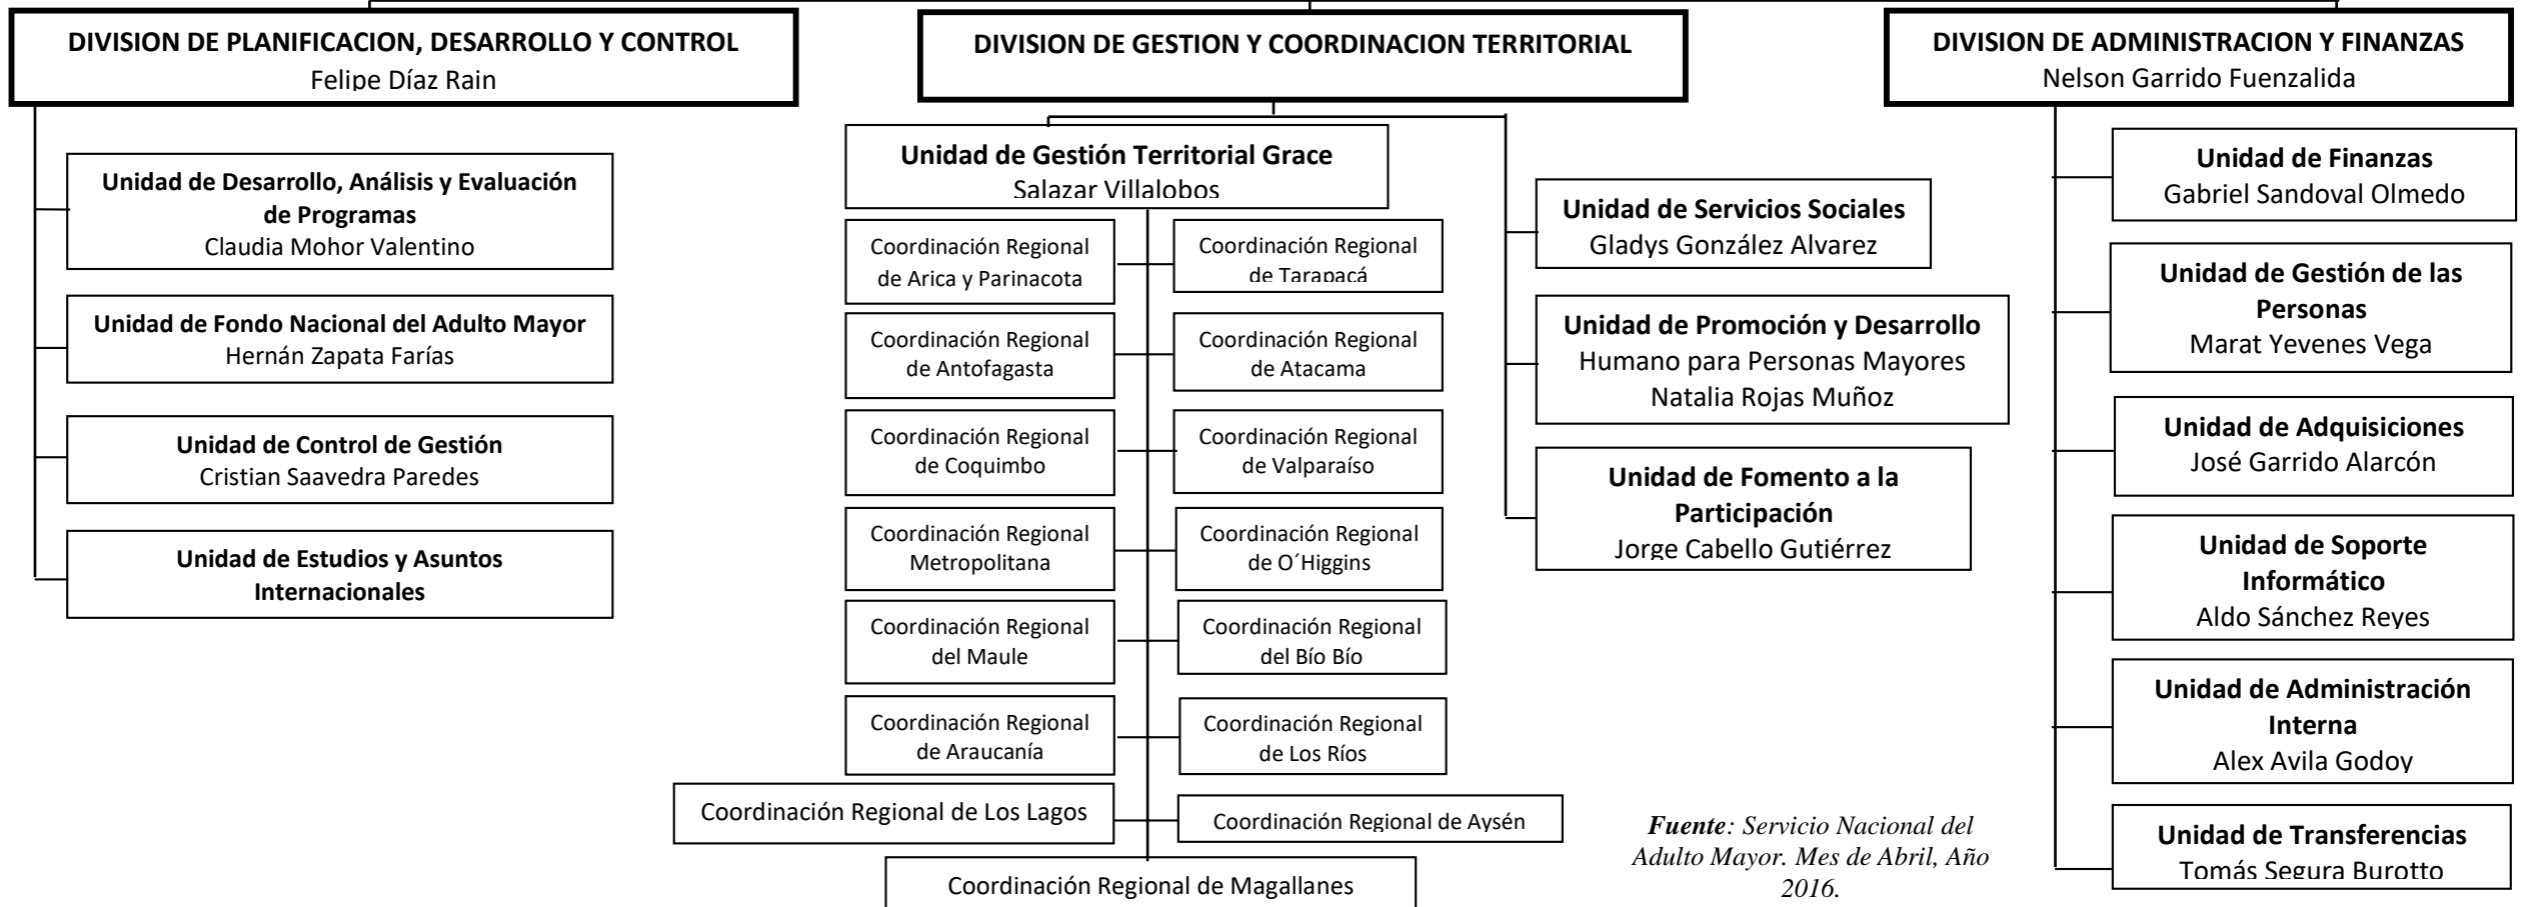 DIVISION DE PLANIFICACION, DESARROLLO Y CONTROL
Felipe Díaz Rain
Unidad de Desarrollo, Análisis y Evaluación
de Programas
Claudia Mohor Valentino
Unidad de Fondo Nacional del Adulto Mayor
Hernán Zapata Farías
Unidad de Control de Gestión
Cristian Saavedra Paredes
Unidad de Estudios y Asuntos
Internacionales
DIVISION DE GESTION Y COORDINACION TERRITORIAL
Unidad de Gestión Territorial Grace
Salazar Villalobos
Coordinación Regional
de Arica y Parinacota
Coordinación Regional
de Tarapacá
Coordinación Regional
de Antofagasta
Coordinación Regional
de Atacama
Coordinación Regional
de Coquimbo
Coordinación Regional
de Valparaíso
Coordinación Regional
Metropolitana
Coordinación Regional
de O´Higgins
Coordinación Regional
del Maule
Coordinación Regional
del Bío Bío
Coordinación Regional
de Araucanía
Coordinación Regional
de Los Ríos
Coordinación Regional de Los Lagos
Coordinación Regional de Aysén
Coordinación Regional de Magallanes
Unidad de Servicios Sociales
Gladys González Alvarez
Unidad de Promoción y Desarrollo
Humano para Personas Mayores
Natalia Rojas Muñoz
Unidad de Fomento a la
Participación
Jorge Cabello Gutiérrez
DIVISION DE ADMINISTRACION Y FINANZAS
Nelson Garrido Fuenzalida
Unidad de Finanzas
Gabriel Sandoval Olmedo
Unidad de Gestión de las
Personas
Marat Yevenes Vega
Unidad de Adquisiciones
José Garrido Alarcón
Unidad de Soporte
Informático
Aldo Sánchez Reyes
Unidad de Administración
Interna
Alex Avila Godoy
Unidad de Transferencias
Tomás Segura Burotto
Fuente: Servicio Nacional del
Adulto Mayor. Mes de Abril, Año
2016.